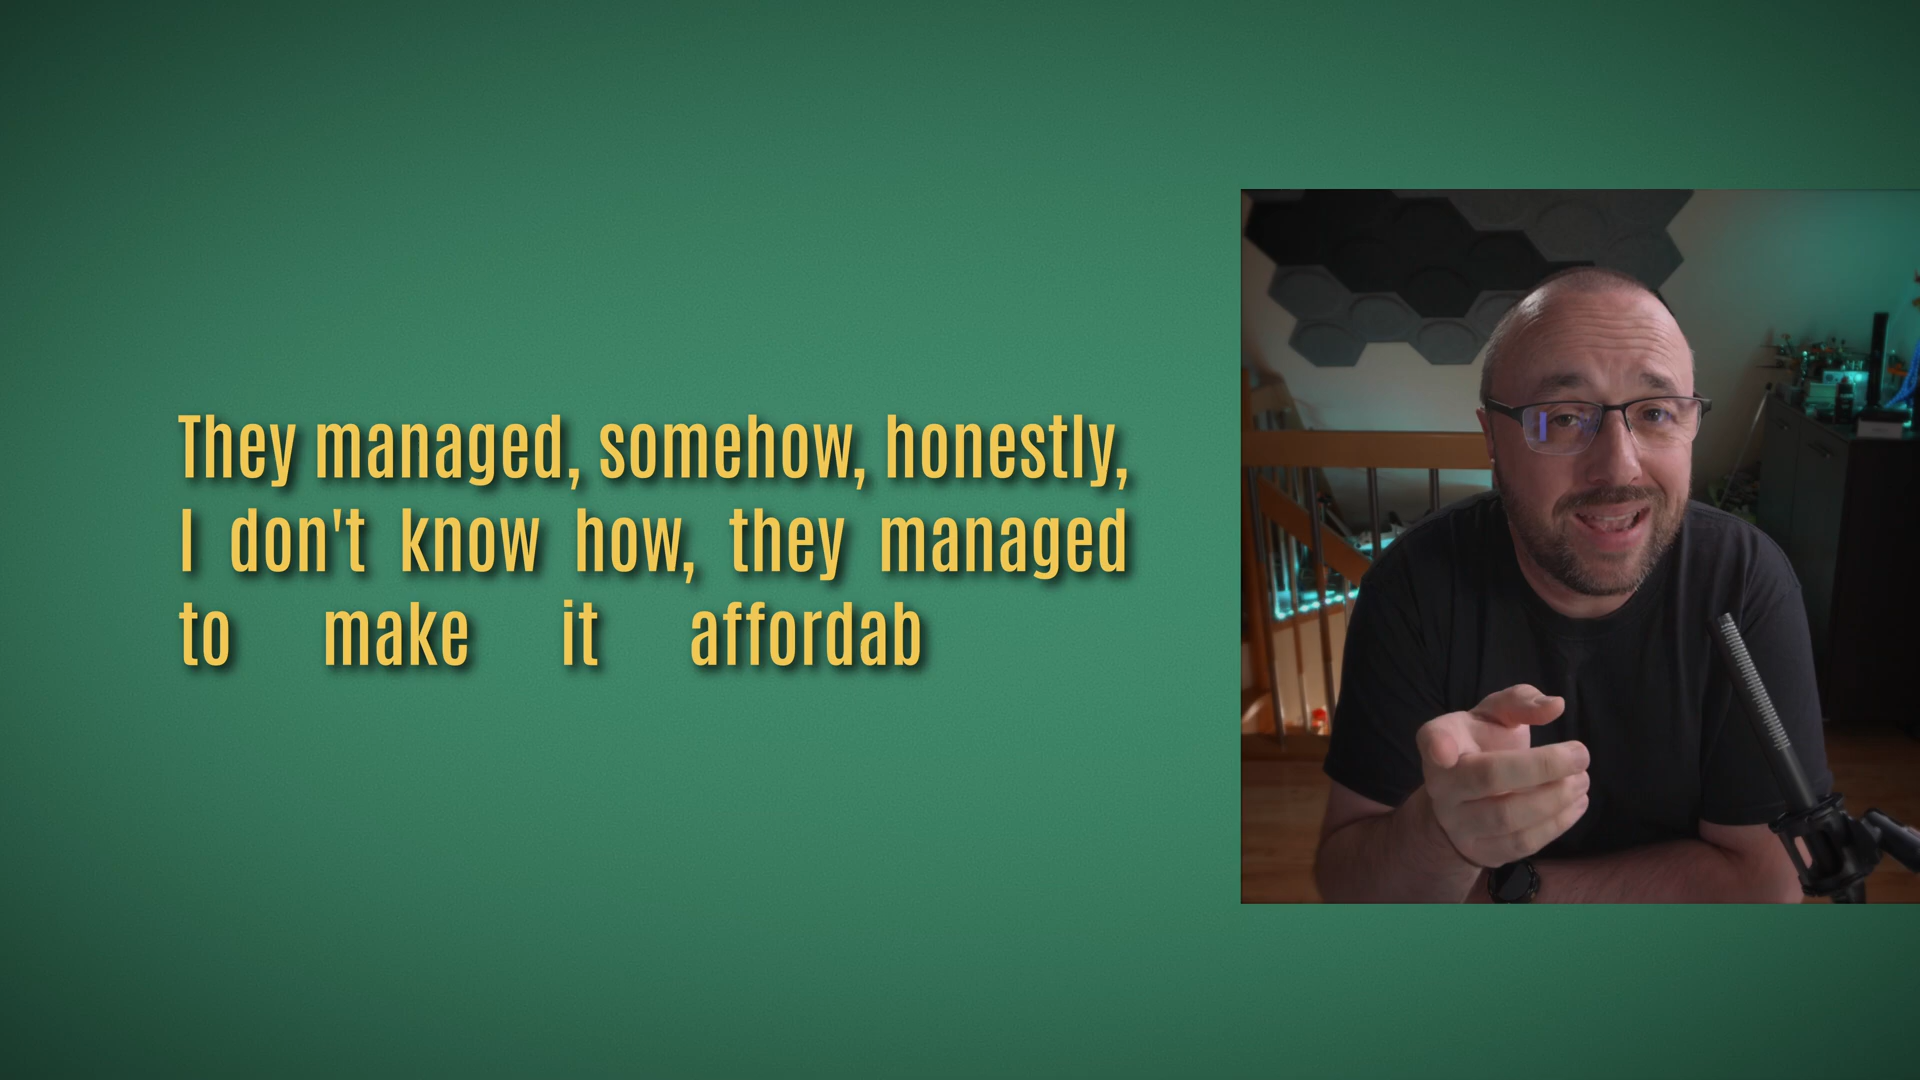 They managed, somehow, honestly,
I don't know how, they managed
to make it affordab